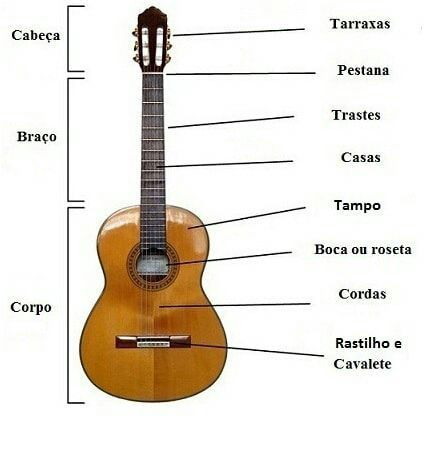 Cabeça
Tarraxas
Pestana
Braço
Trastes
Casas
Tampo
Boca ou roseta
Corpo
Cordas
Rastilho e
Cavalete